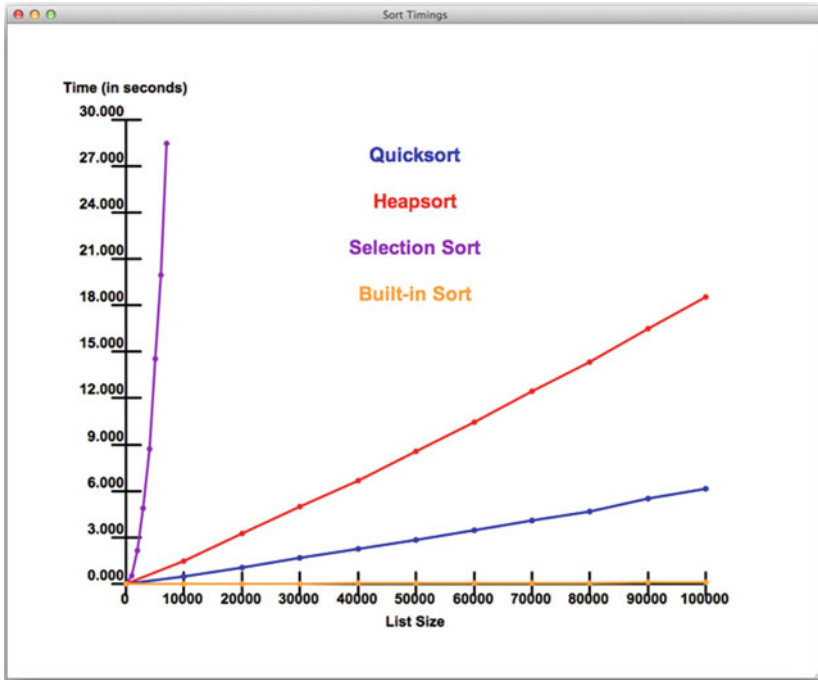 Sort Timings
Time (in seconds)
30.000
27.000
24.000
21.000
18.000
15.000
12.000
9.000
6.000
3.000
0.000
Quicksort
Heapsort
Selection Sort
Built-in Sort
0 10000 20000 30000 40000 50000 60000 70000 80000 90000 100000
List Size